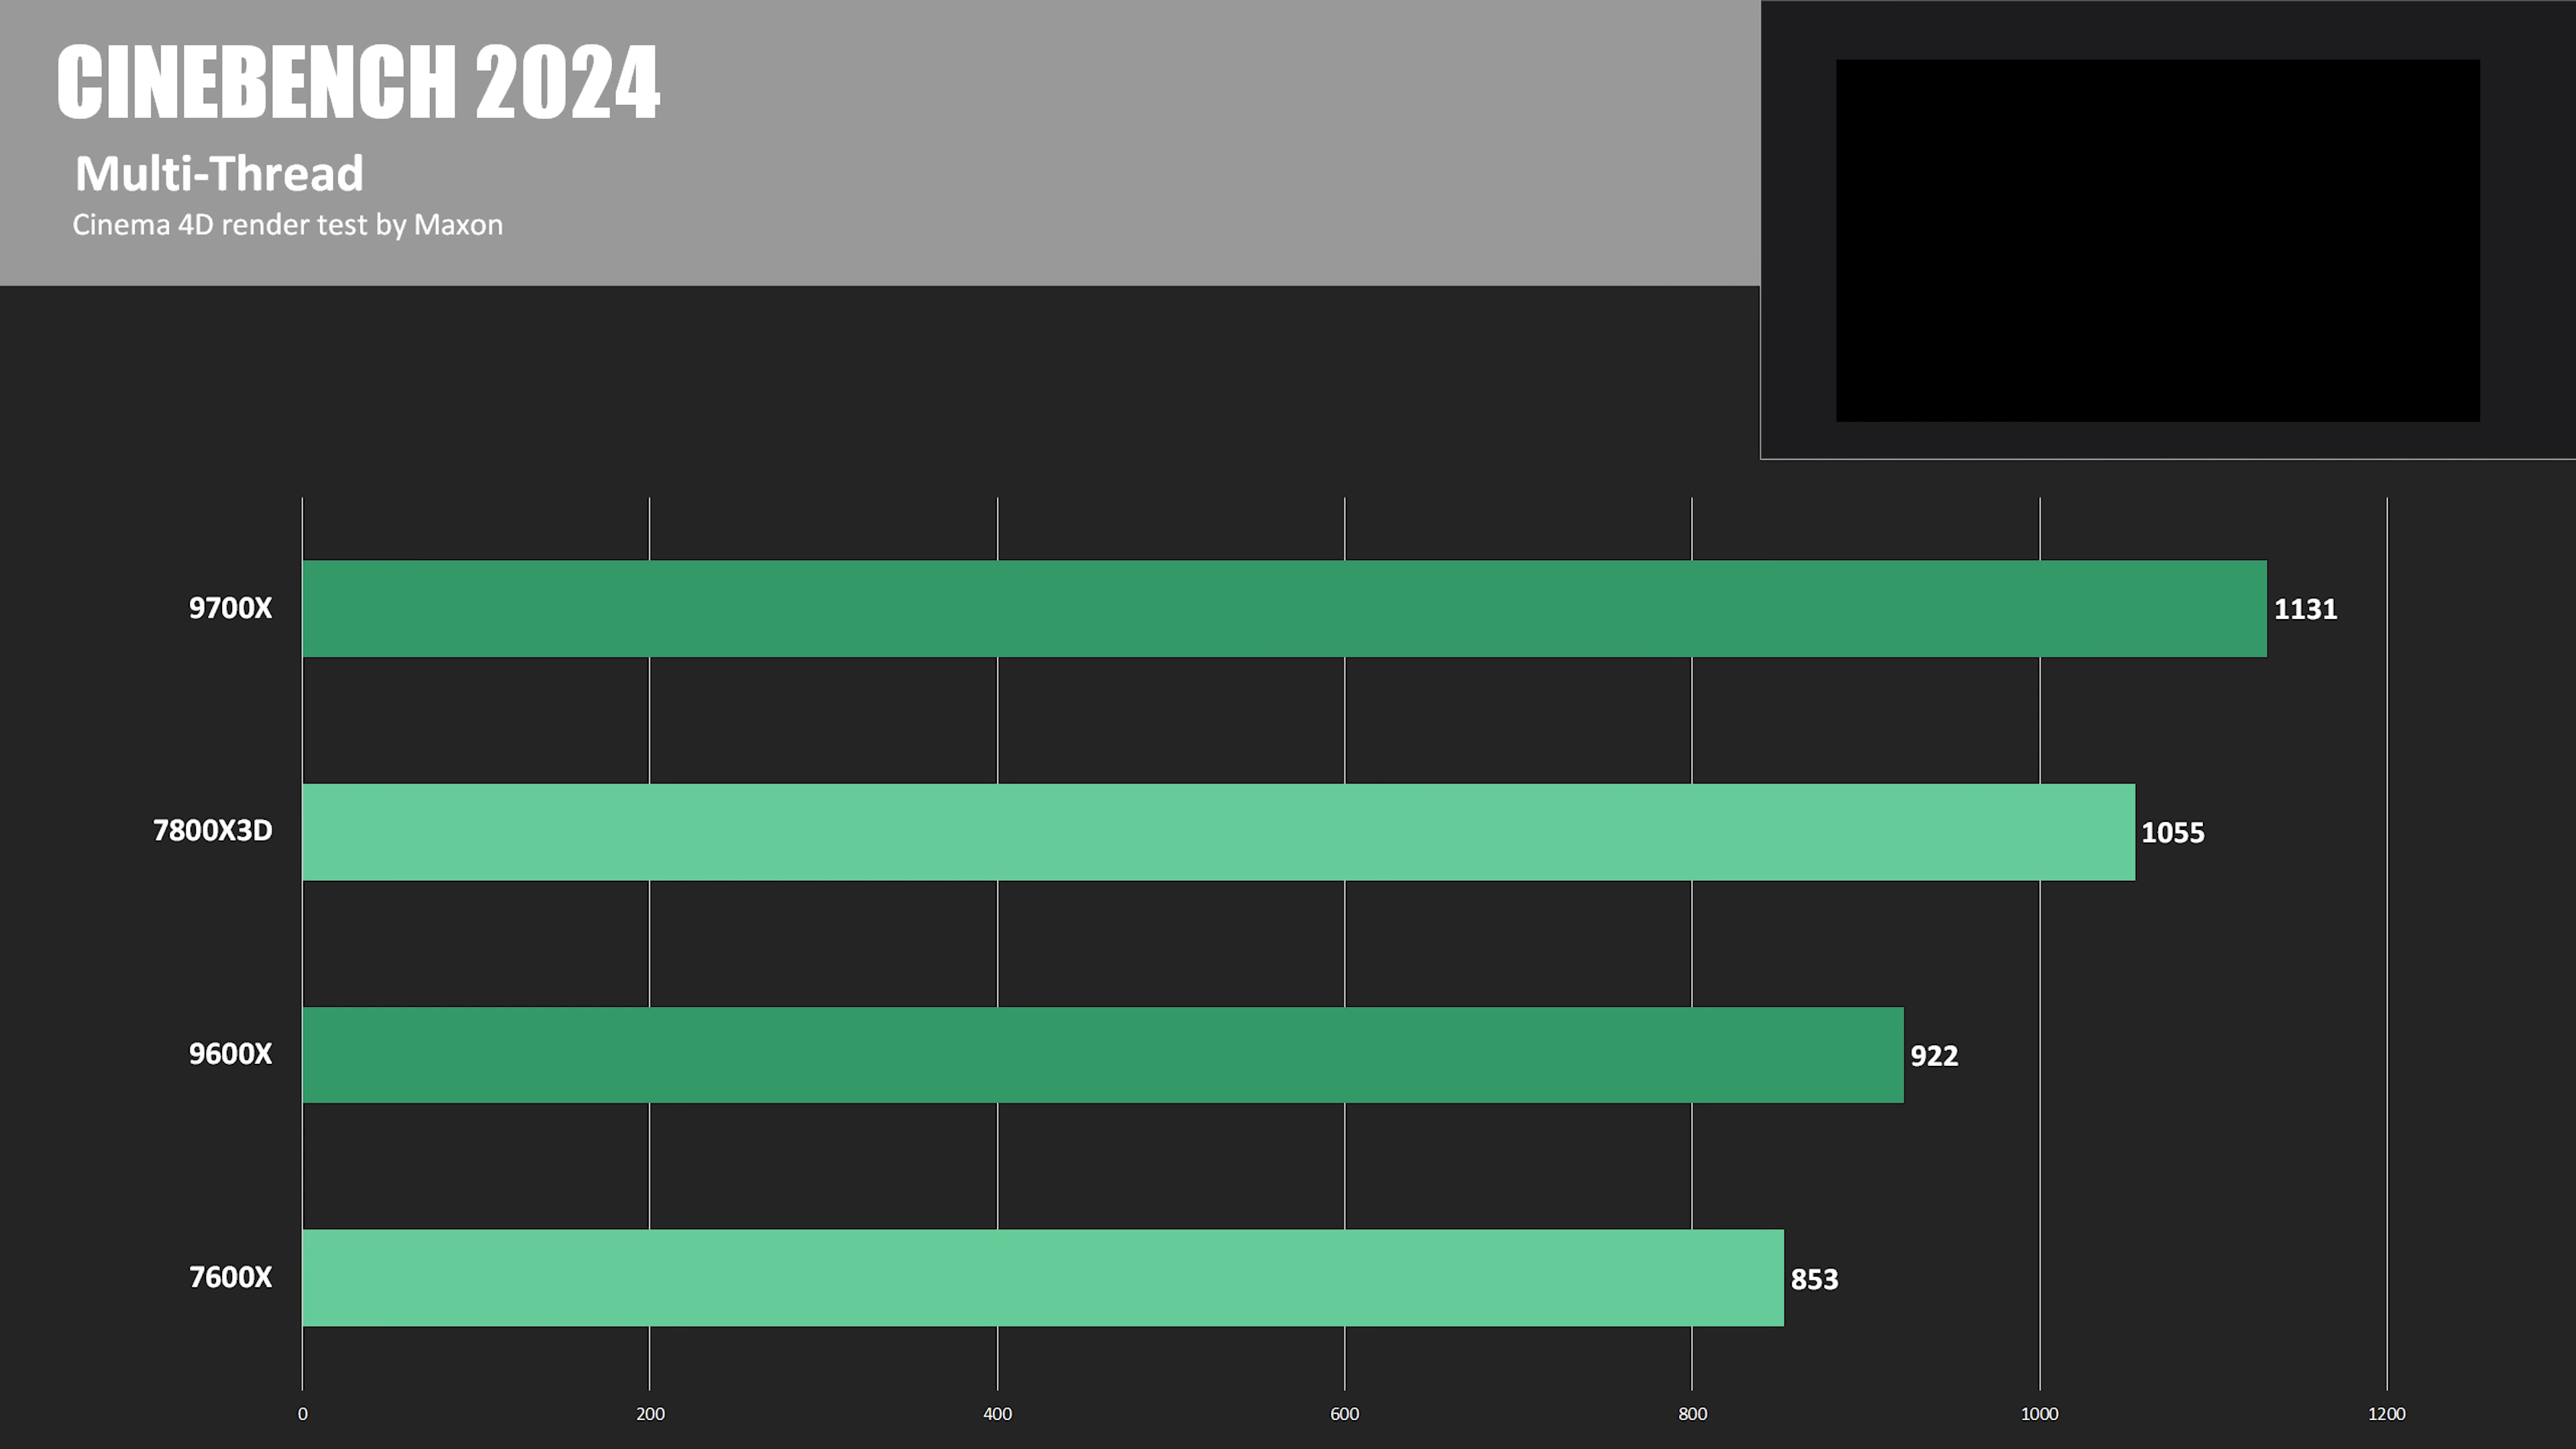 CINEBENCH 2024
Multi-Thread
Cinema 4D render test by Maxon
9700X 1131
7800X3D 1055
9600X 922
7600X 853
0 200 400 600 800 1000 1200